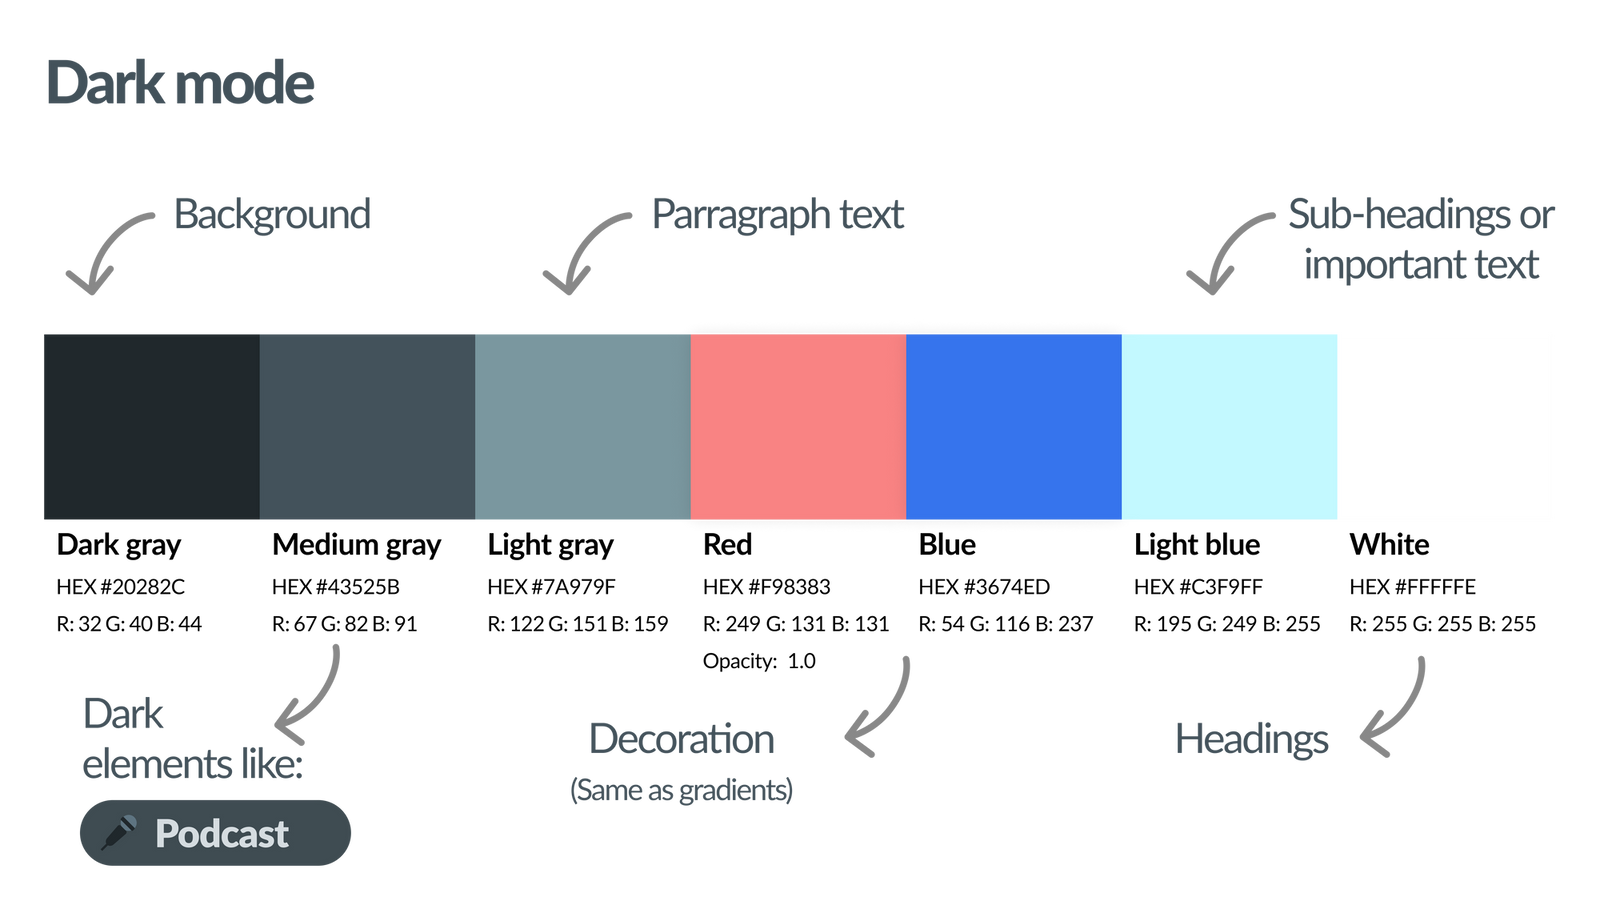 Dark mode
Background
Parragraph text
Sub-headings or
important text
Dark gray
HEX #20282C
R: 32 G: 40 B: 44
Medium gray
HEX #43525B
R: 67 G: 82 B: 91
Light gray
HEX #7A979F
R: 122 G: 151 B: 159
Red
HEX #F98383
R: 249 G: 131 B: 131
Opacity: 1.0
Blue
HEX #3674ED
R: 54 G: 116 B: 237
Light blue
HEX #C3F9FF
R: 195 G: 249 B: 255
White
HEX #FFFFFE
R: 255 G: 255 B: 255
Dark
elements like:
Podcast
Decoration
(Same as gradients)
Headings